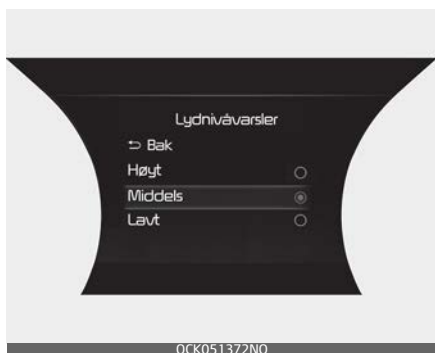 Lydnivåvarsler
Bak
Høyt
Middels
Lavt
OCK051372NO